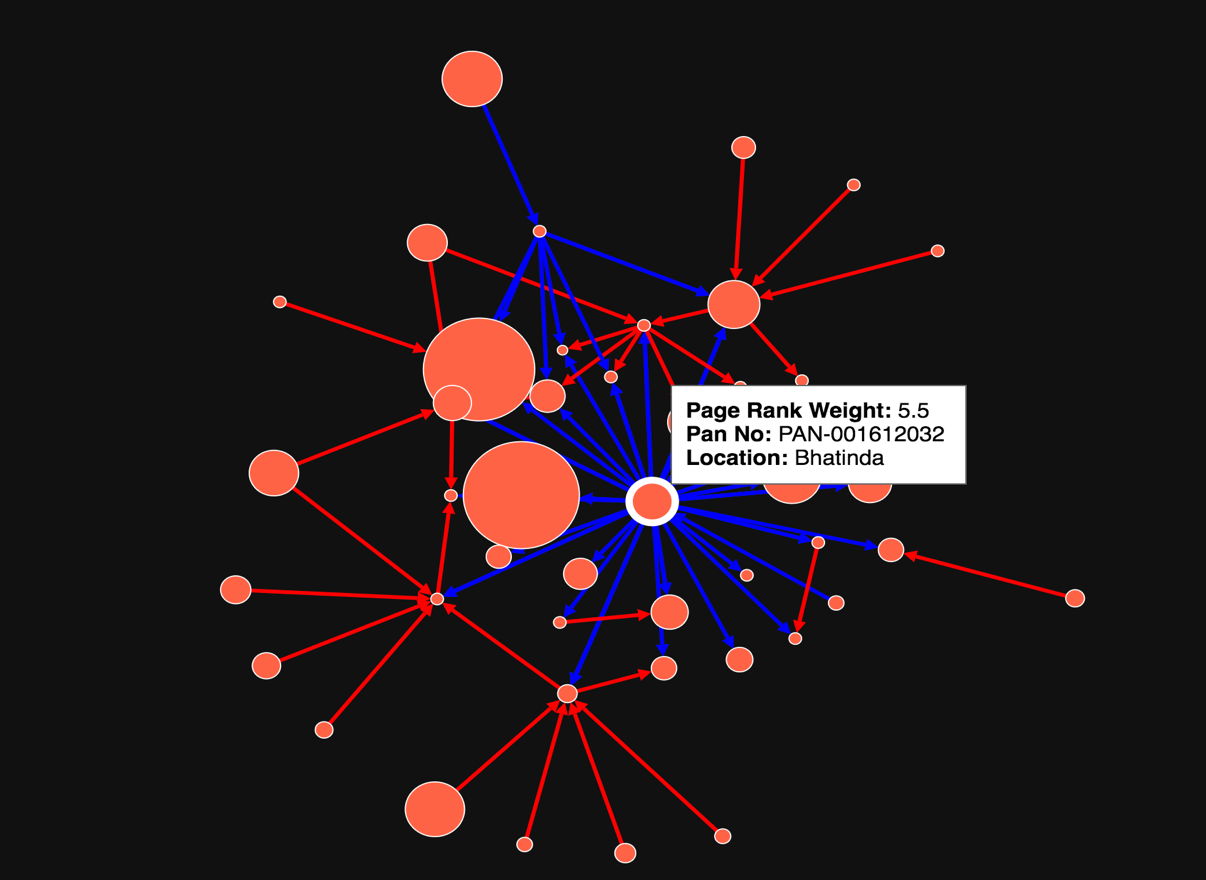 Page Rank Weight: 5.5
Pan No: PAN-001612032
Location: Bhatinda